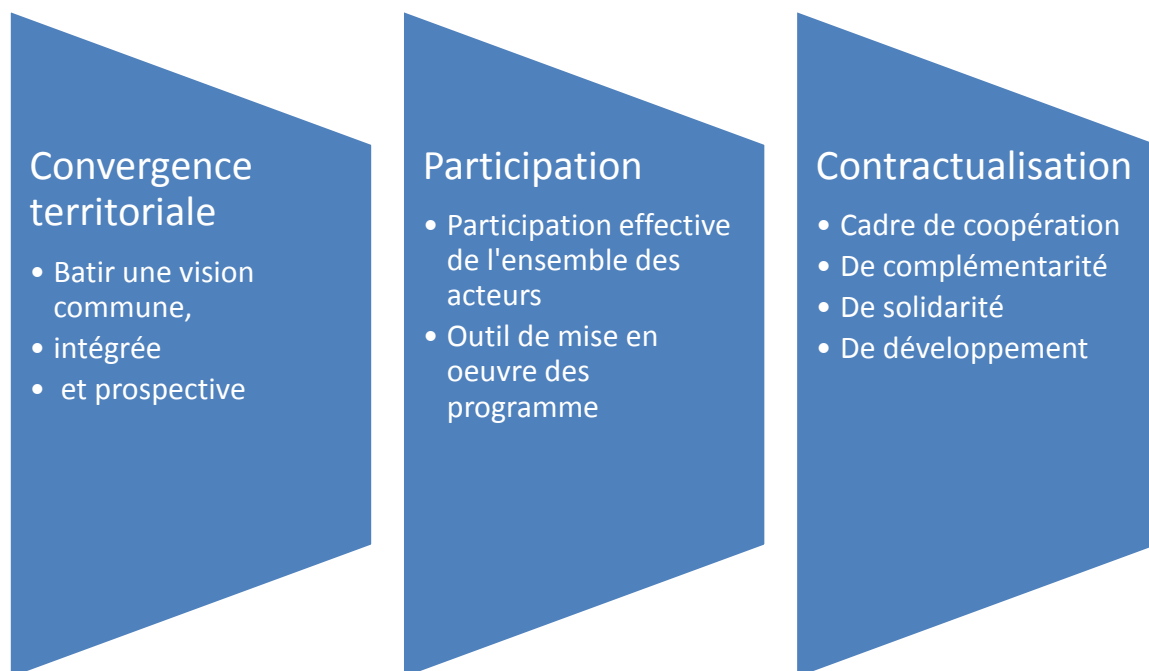 Convergence
territoriale
• Batir une vision
commune,
• intégrée
• et prospective
Participation
• Participation effective
de l'ensemble des
acteurs
• Outil de mise en
oeuvre des
programme
Contractualisation
• Cadre de coopération
• De complémentarité
• De solidarité
• De développement